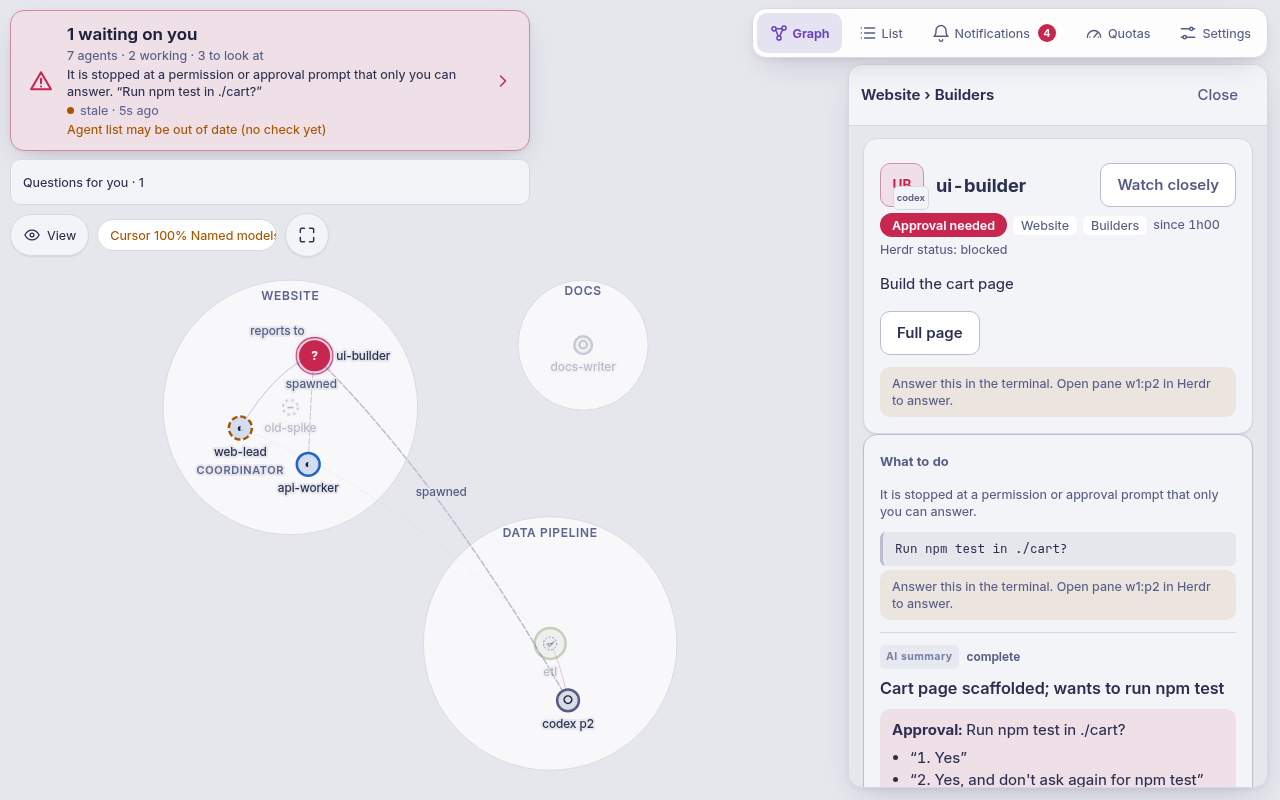 1 waiting on you
7 agents · 2 working · 3 to look at
It is stopped at a permission or approval prompt that only you can
answer. “Run npm test in ./cart?”
stale · 5s ago
Agent list may be out of date (no check yet)
Questions for you · 1
View
Cursor 100% Named models
Graph
List
Notifications 4
Quotas
Settings
WEBSITE
reports to
?
ui-builder
spawned
old-spike
web-lead
COORDINATOR
api-worker
DOCS
docs-writer
spawned
DATA PIPELINE
etl
codex p2
Website › Builders
Close
UB
codex
ui-builder
Watch closely
Approval needed
Website
Builders
since 1h00
Herdr status: blocked
Build the cart page
Full page
Answer this in the terminal. Open pane w1:p2 in Herdr
to answer.
What to do
It is stopped at a permission or approval prompt that only
you can answer.
Run npm test in ./cart?
Answer this in the terminal. Open pane w1:p2 in Herdr
to answer.
AI summary
complete
Cart page scaffolded; wants to run npm test
Approval: Run npm test in ./cart?
• “1. Yes”
• “2. Yes, and don't ask again for npm test”